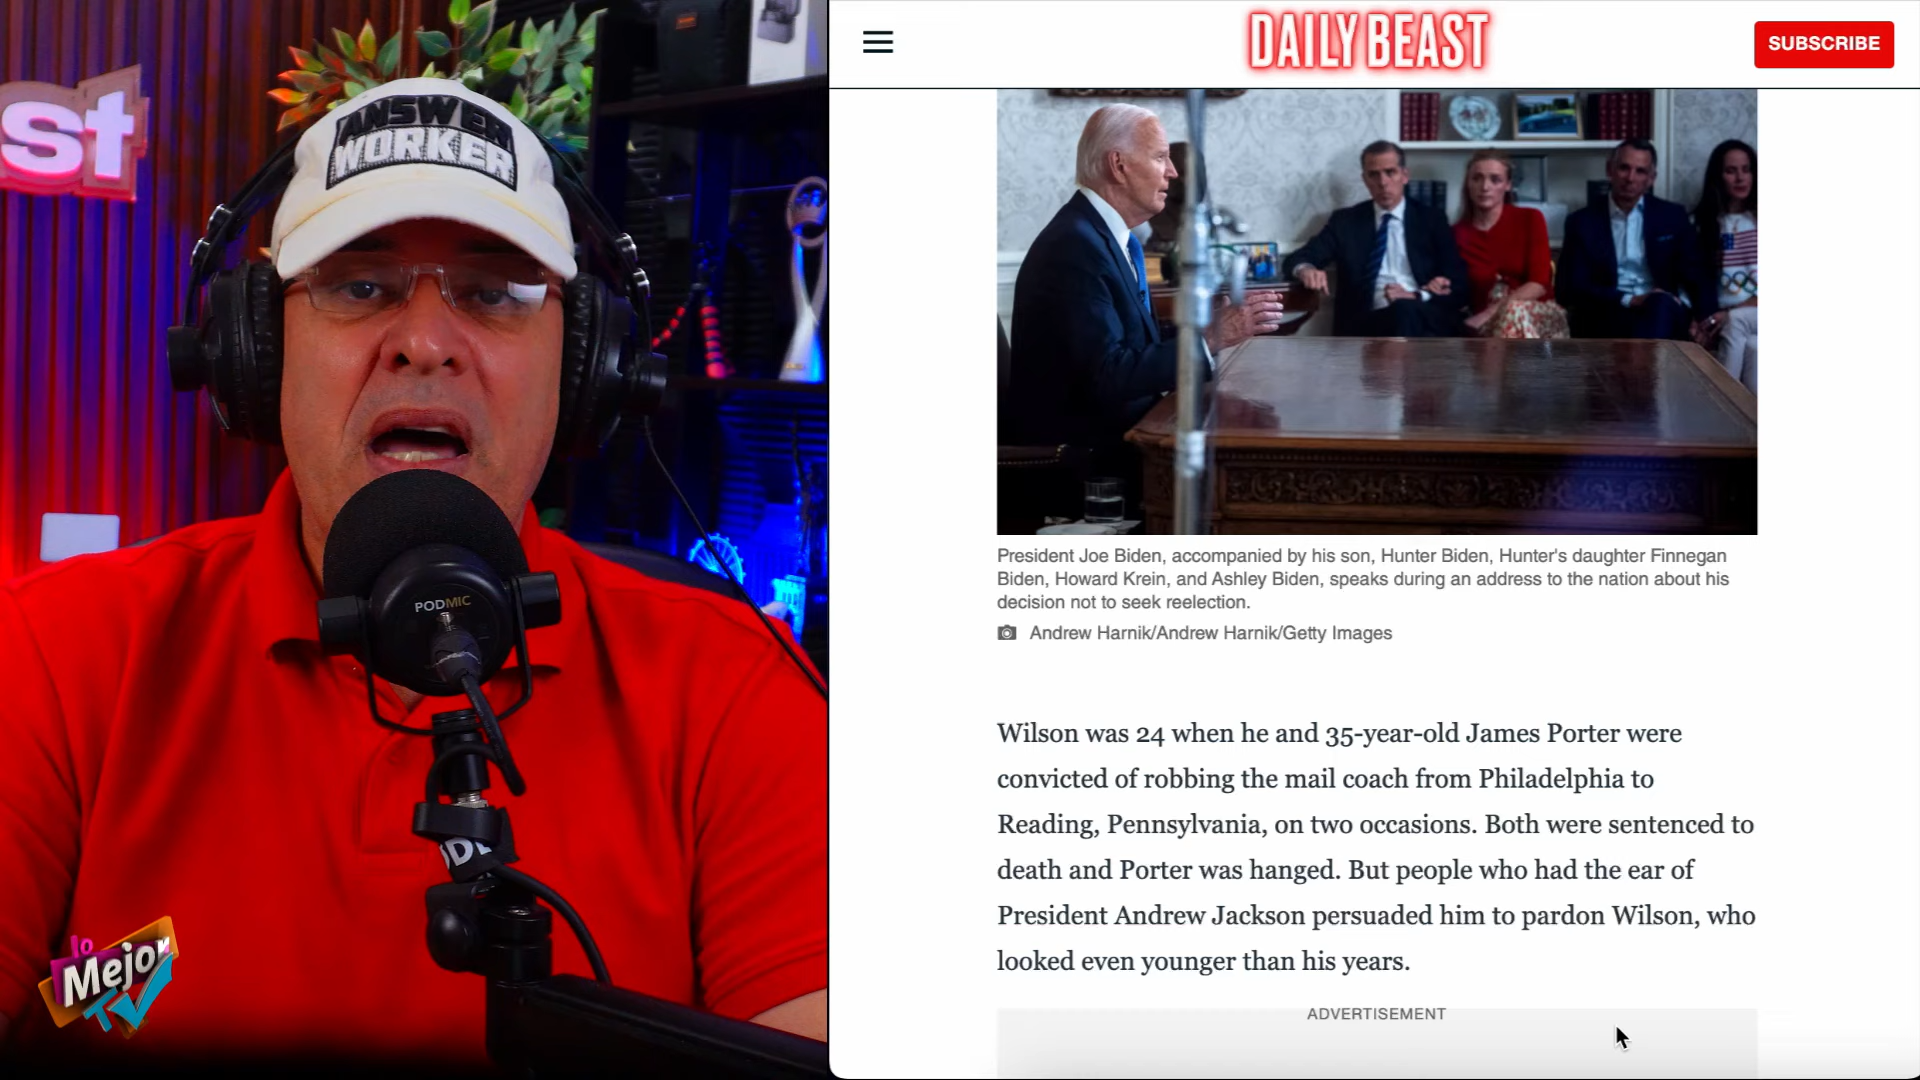 st
ANSWER
WORKER
PODMIC
lo
Mejor
TV
DAILY BEAST
SUBSCRIBE
President Joe Biden, accompanied by his son, Hunter Biden, Hunter's daughter Finnegan
Biden, Howard Krein, and Ashley Biden, speaks during an address to the nation about his
decision not to seek reelection.
Andrew Harnik/Andrew Harnik/Getty Images
Wilson was 24 when he and 35-year-old James Porter were
convicted of robbing the mail coach from Philadelphia to
Reading, Pennsylvania, on two occasions. Both were sentenced to
death and Porter was hanged. But people who had the ear of
President Andrew Jackson persuaded him to pardon Wilson, who
looked even younger than his years.
ADVERTISEMENT